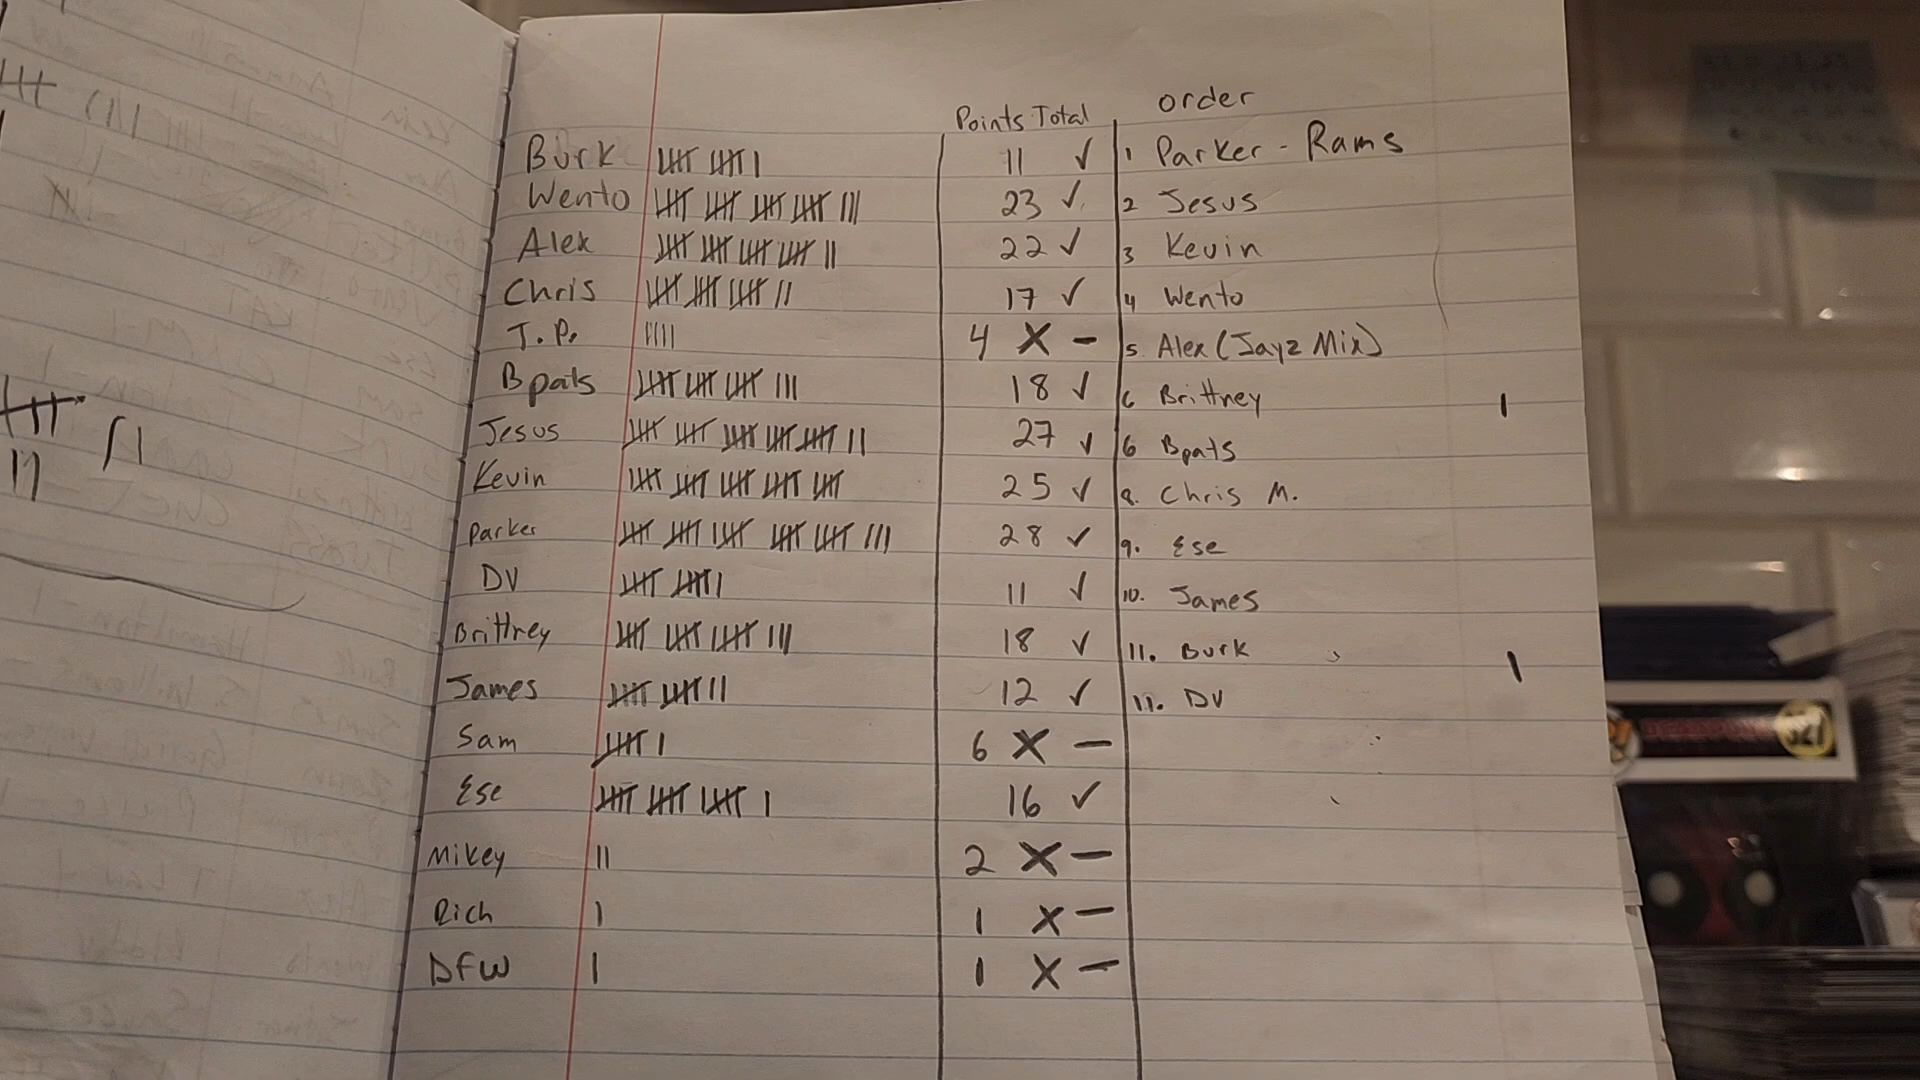 Points Total order
Burk 𝍸 𝍸 | 11 ✓ 1 Parker - Rams
Wento 𝍸 𝍸 𝍸 𝍸 ||| 23 ✓ 2 Jesus
Alex 𝍸 𝍸 𝍸 𝍸 || 22 ✓ 3 Kevin
Chris 𝍸 𝍸 𝍸 || 17 ✓ 4 Wento
T.P. |||| 4 X – 5 Alex (Jayz Mix)
Bpats 𝍸 𝍸 𝍸 ||| 18 ✓ 6 Brittney
Jesus 𝍸 𝍸 𝍸 𝍸 𝍸 || 27 ✓ 6 Bpats
Kevin 𝍸 𝍸 𝍸 𝍸 𝍸 25 ✓ 8. Chris M.
Parker 𝍸 𝍸 𝍸 𝍸 𝍸 ||| 28 ✓ 9. Ese
DV 𝍸 𝍸 | 11 ✓ 10. James
Brittney 𝍸 𝍸 𝍸 ||| 18 ✓ 11. Burk
James 𝍸 𝍸 || 12 ✓ 11. DV
Sam 𝍸 | 6 X –
Ese 𝍸 𝍸 𝍸 | 16 ✓
Mikey || 2 X –
Rich | 1 X –
DFW | 1 X –